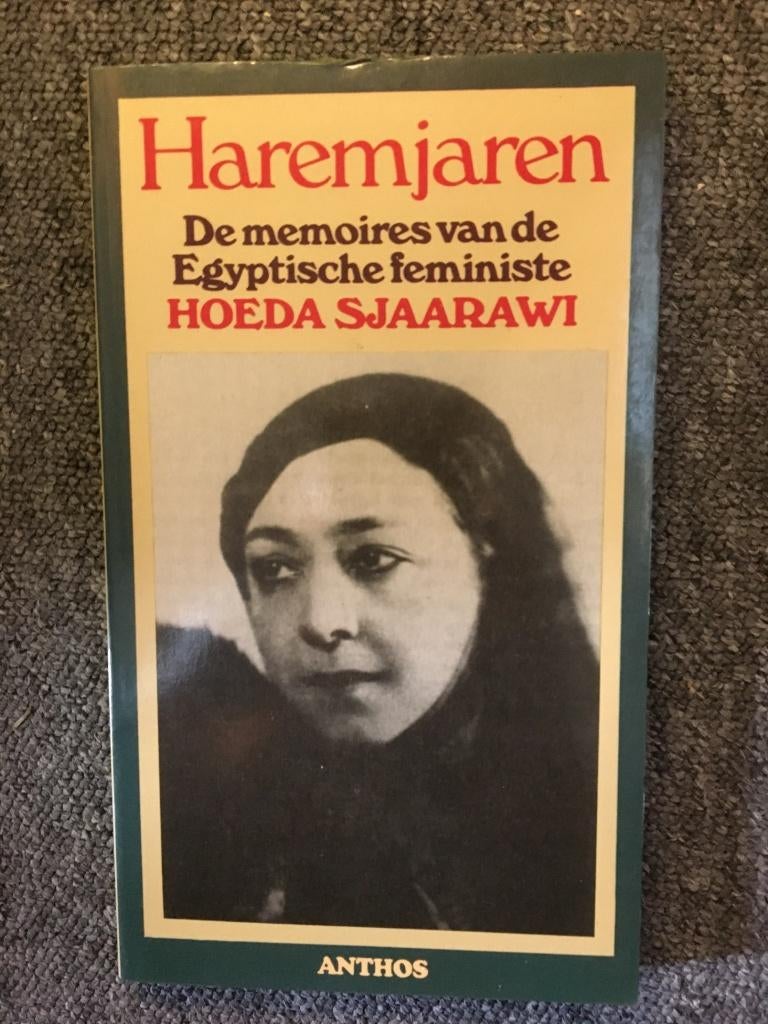 Haremjaren
De memoires van de
Egyptische feministe
HOEDA SJAARAWI
ANTHOS